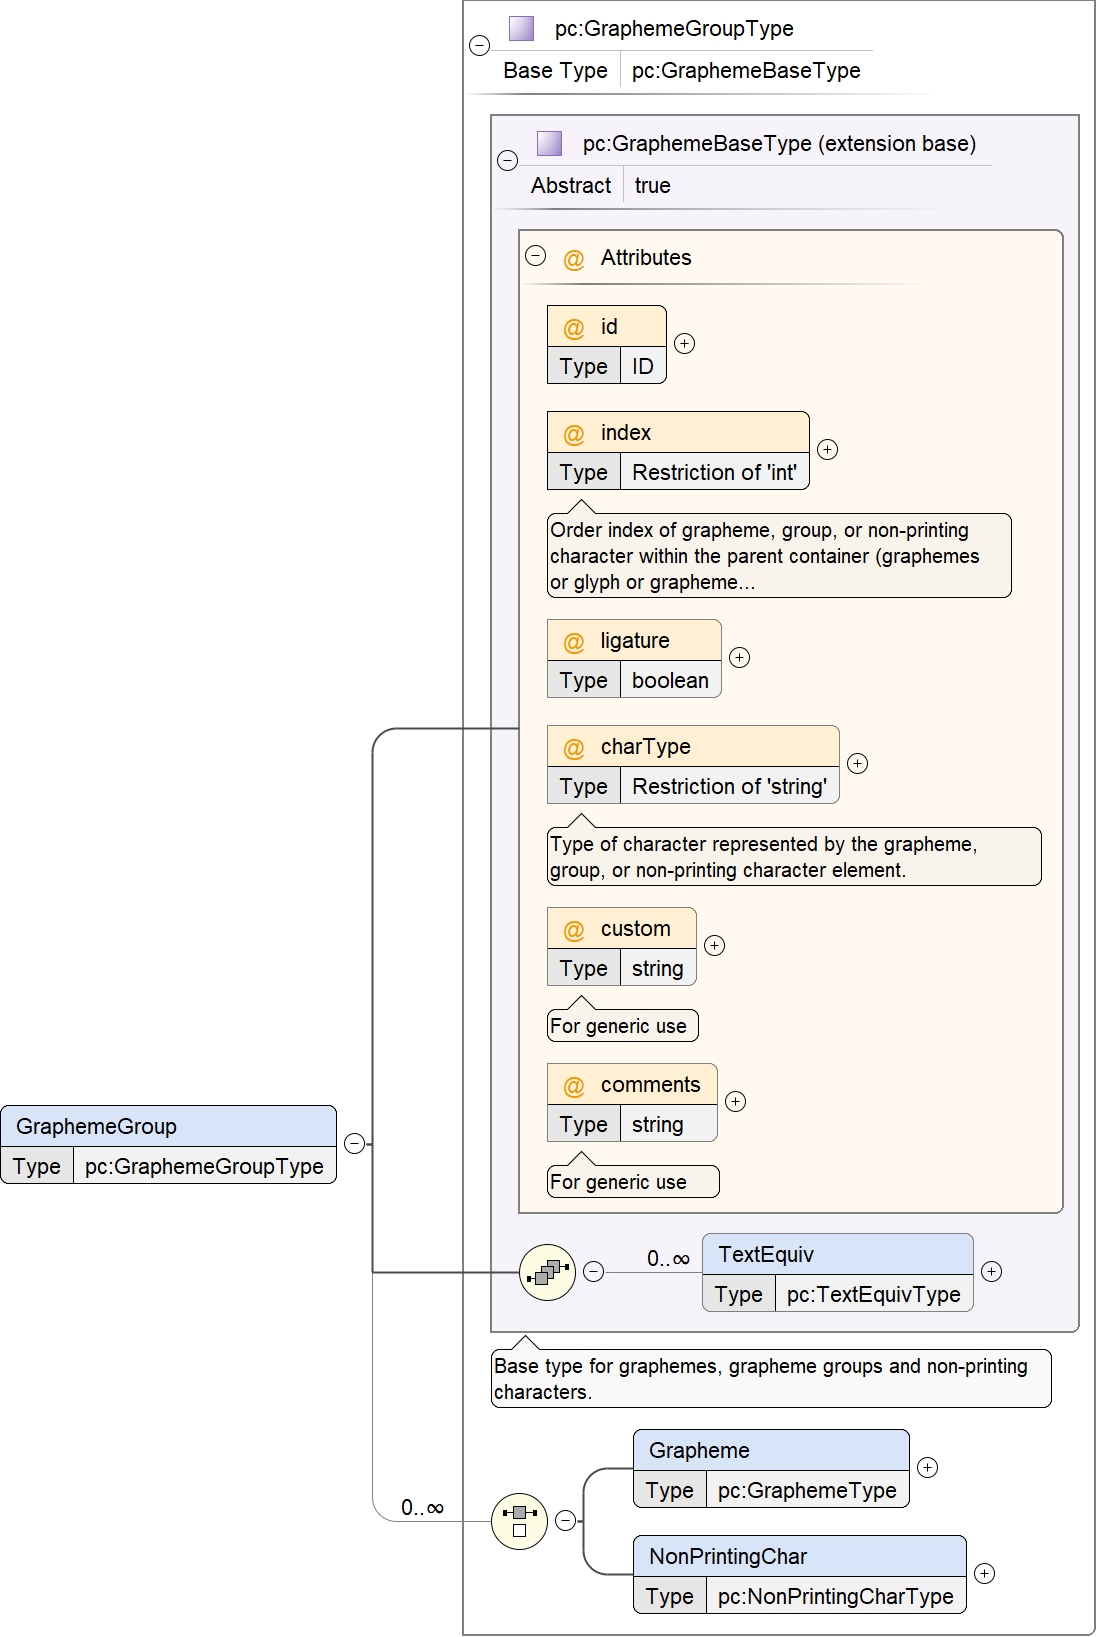 pc:GraphemeGroupType
Base Type pc:GraphemeBaseType
pc:GraphemeBaseType (extension base)
Abstract true
@ Attributes
@ id
Type ID
@ index
Type Restriction of 'int'
Order index of grapheme, group, or non-printing
character within the parent container (graphemes
or glyph or grapheme...
@ ligature
Type boolean
@ charType
Type Restriction of 'string'
Type of character represented by the grapheme,
group, or non-printing character element.
@ custom
Type string
For generic use
@ comments
Type string
For generic use
GraphemeGroup
Type pc:GraphemeGroupType
0..∞
TextEquiv
Type pc:TextEquivType
Base type for graphemes, grapheme groups and non-printing
characters.
0..∞
Grapheme
Type pc:GraphemeType
NonPrintingChar
Type pc:NonPrintingCharType